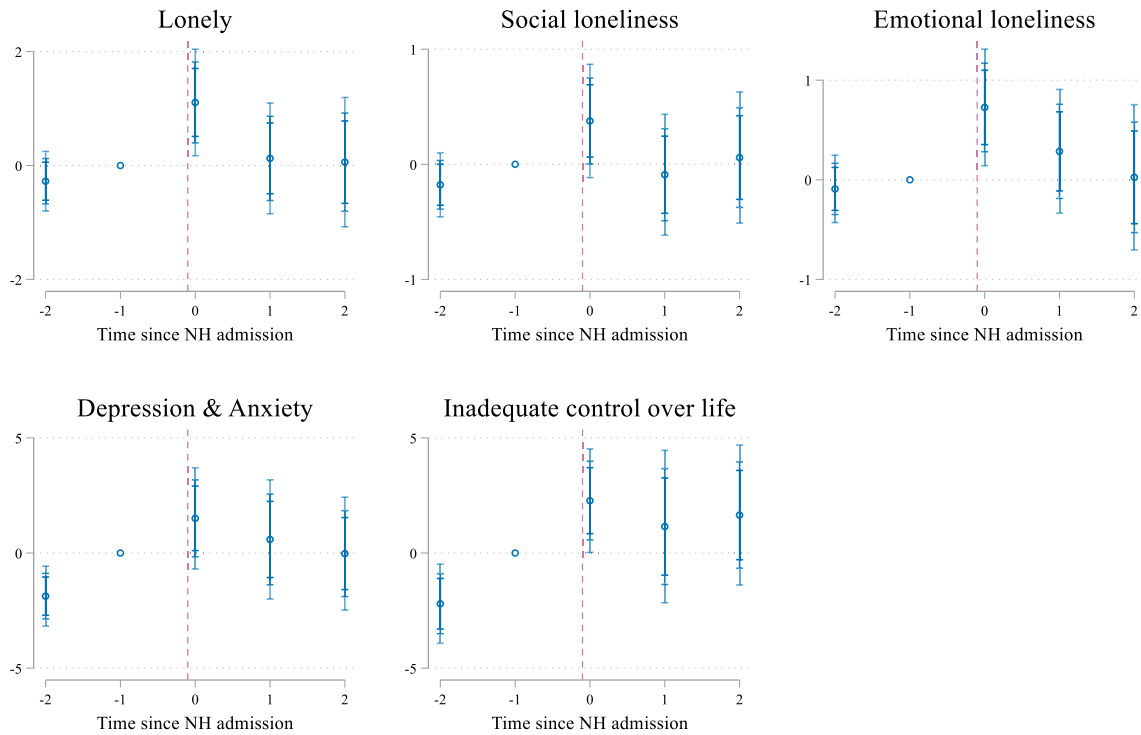 Lonely
2
0
-2
-2 -1 0 1 2
Time since NH admission
Social loneliness
1
0
-1
-2 -1 0 1 2
Time since NH admission
Emotional loneliness
1
0
-1
-2 -1 0 1 2
Time since NH admission
Depression & Anxiety
5
0
-5
-2 -1 0 1 2
Time since NH admission
Inadequate control over life
5
0
-5
-2 -1 0 1 2
Time since NH admission